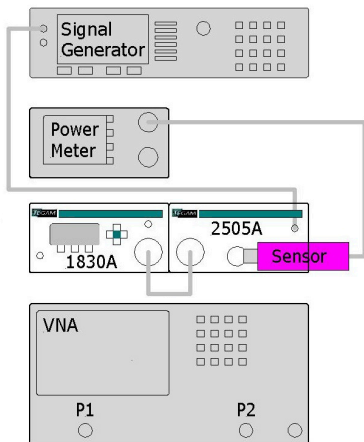 Signal
Generator
Power
Meter
TEGAM
TEGAM
2505A
1830A
Sensor
VNA
P1
P2